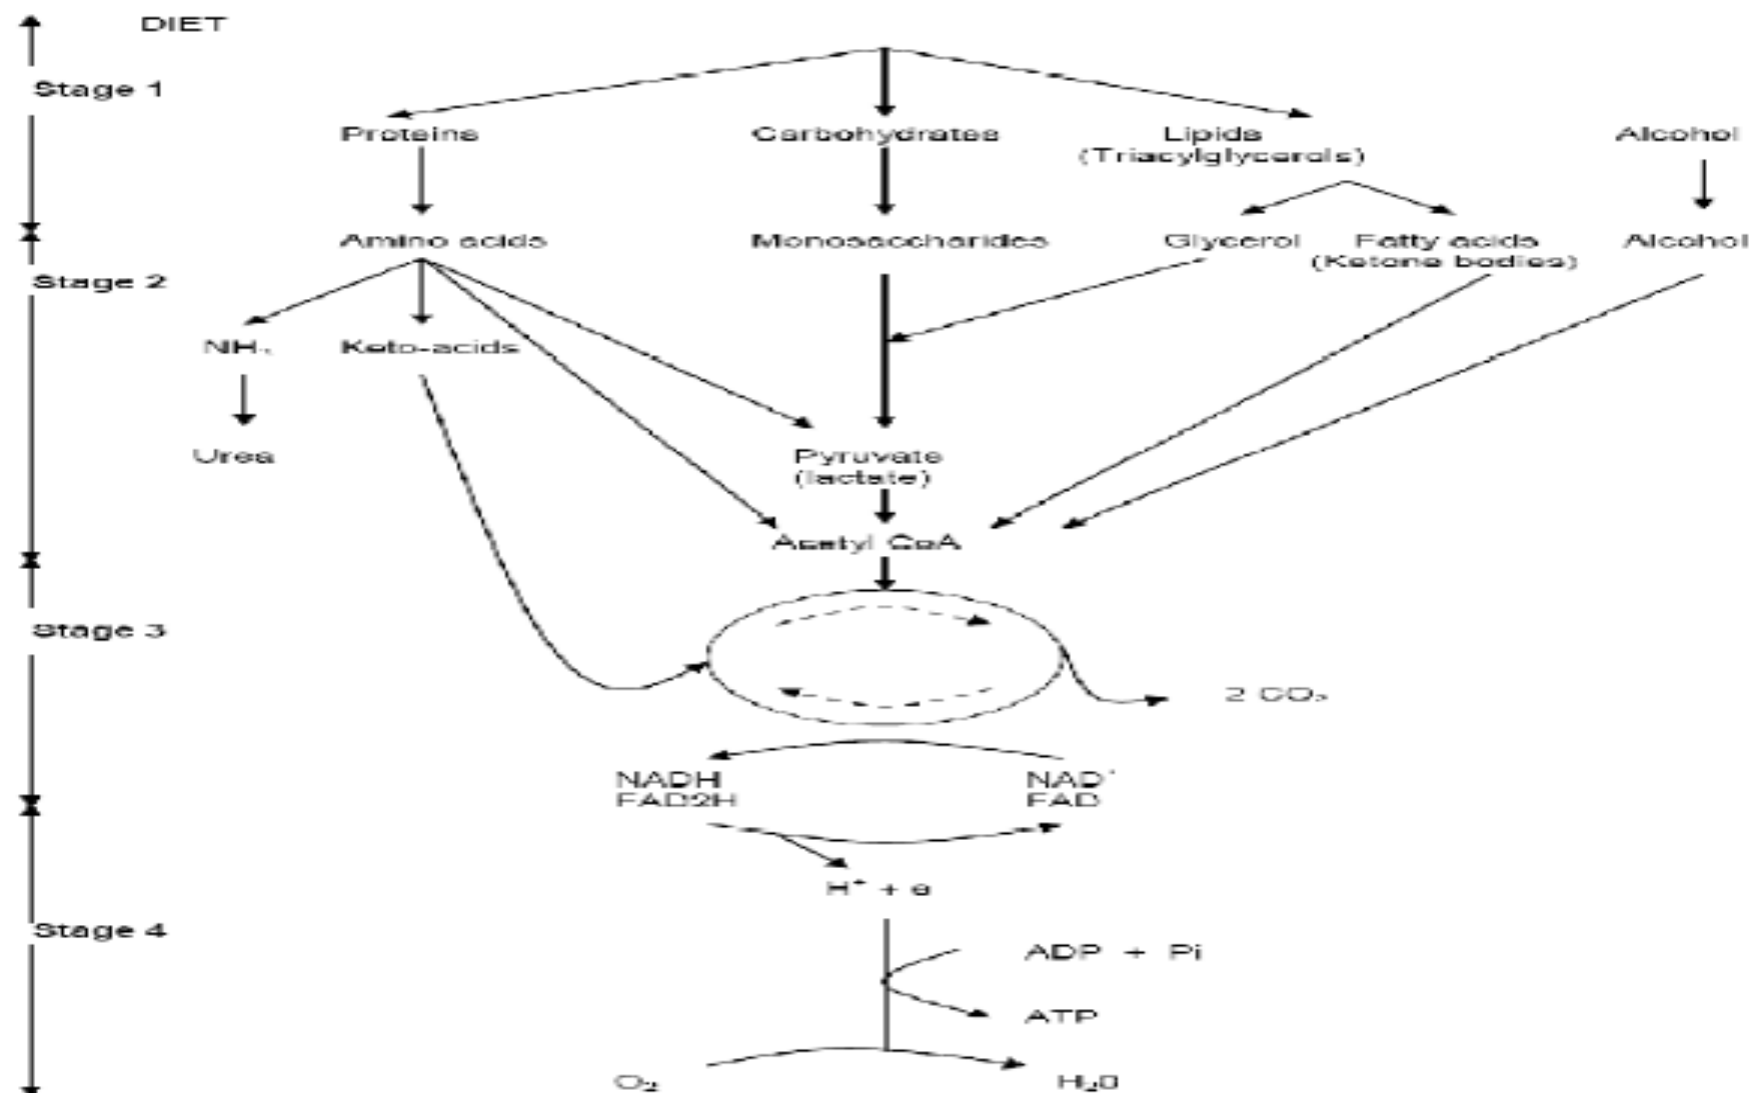 DIET
Stage 1
Proteins
Carbohydrates
Lipids
(Triacylglycerols)
Alcohol
Amino acids
Monosaccharides
Glycerol
Fatty acids
(Ketone bodies)
Alcohol
Stage 2
Keto-acids
Urea
Pyruvate
(lactate)
Acetyl CoA
Stage 3
2 CO₂
NADH
FAD2H
NAD⁺
FAD
H⁺ + e
Stage 4
ADP + Pi
ATP
O₂
H₂0